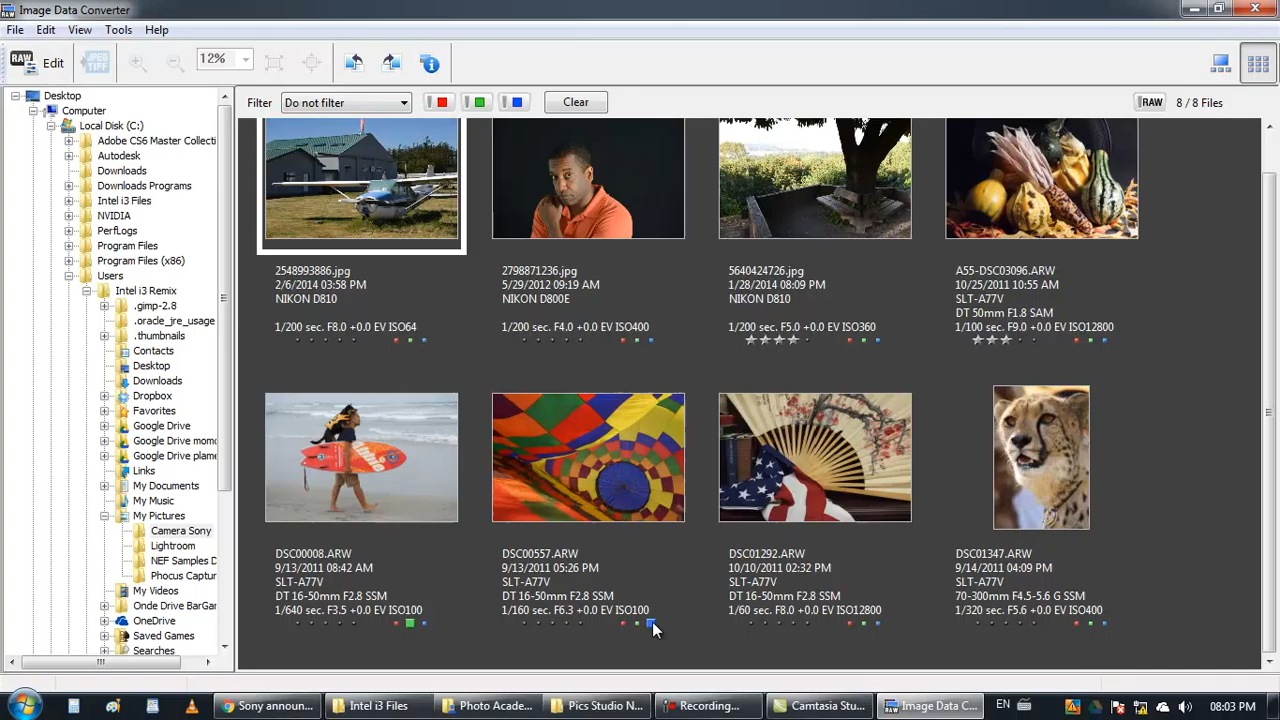 Image Data Converter
File Edit View Tools Help
RAW Edit JPEG TIFF 12%
Filter Do not filter Clear RAW 8 / 8 Files
Desktop
Computer
Local Disk (C:)
Adobe CS6 Master Collecti
Autodesk
Downloads
Downloads Programs
Intel i3 Files
NVIDIA
PerfLogs
Program Files
Program Files (x86)
Users
Intel i3 Remix
.gimp-2.8
.oracle_jre_usage
.thumbnails
Contacts
Desktop
Downloads
Dropbox
Favorites
Google Drive
Google Drive momo
Google Drive plane
Links
My Documents
My Music
My Pictures
Camera Sony
Lightroom
NEF Samples D
Phocus Captur
My Videos
Onde Drive BarGar
OneDrive
Saved Games
Searches
2548993886.jpg
2/6/2014 03:58 PM
NIKON D810
1/200 sec. F8.0 +0.0 EV ISO64
2798871236.jpg
5/29/2012 09:19 AM
NIKON D800E
1/200 sec. F4.0 +0.0 EV ISO400
5640424726.jpg
1/28/2014 08:09 PM
NIKON D810
1/200 sec. F5.0 +0.0 EV ISO360
A55-DSC03096.ARW
10/25/2011 10:55 AM
SLT-A77V
DT 50mm F1.8 SAM
1/100 sec. F9.0 +0.0 EV ISO12800
DSC00008.ARW
9/13/2011 08:42 AM
SLT-A77V
DT 16-50mm F2.8 SSM
1/640 sec. F3.5 +0.0 EV ISO100
DSC00557.ARW
9/13/2011 05:26 PM
SLT-A77V
DT 16-50mm F2.8 SSM
1/160 sec. F6.3 +0.0 EV ISO100
DSC01292.ARW
10/10/2011 02:32 PM
SLT-A77V
DT 16-50mm F2.8 SSM
1/60 sec. F8.0 +0.0 EV ISO12800
DSC01347.ARW
9/14/2011 04:09 PM
SLT-A77V
70-300mm F4.5-5.6 G SSM
1/320 sec. F5.6 +0.0 EV ISO400
Sony announ... Intel i3 Files Photo Acade... Pics Studio N... Recording... Camtasia Stu... Image Data C... EN 08:03 PM